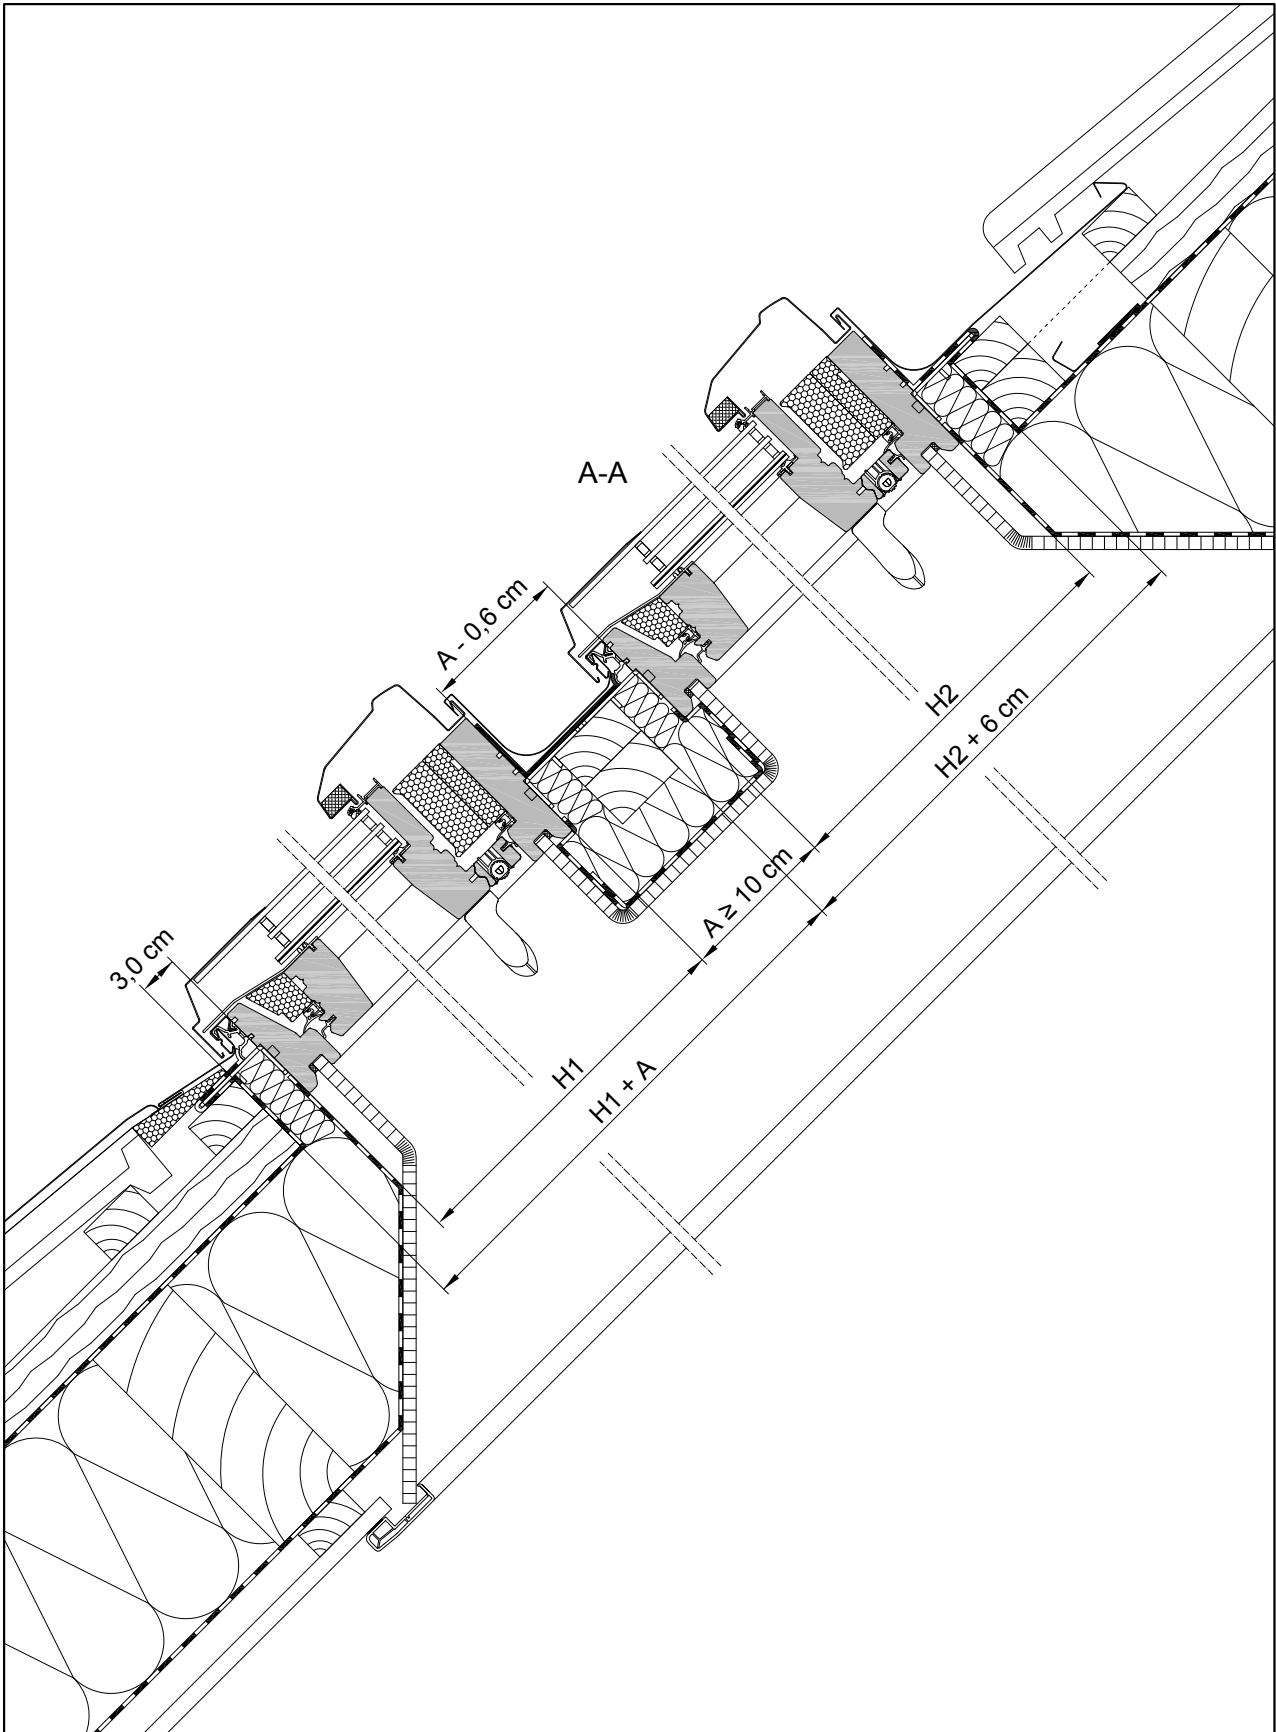 A-A
A - 0,6 cm
H2
H2 + 6 cm
A ≥ 10 cm
3,0 cm
H1
H1 + A